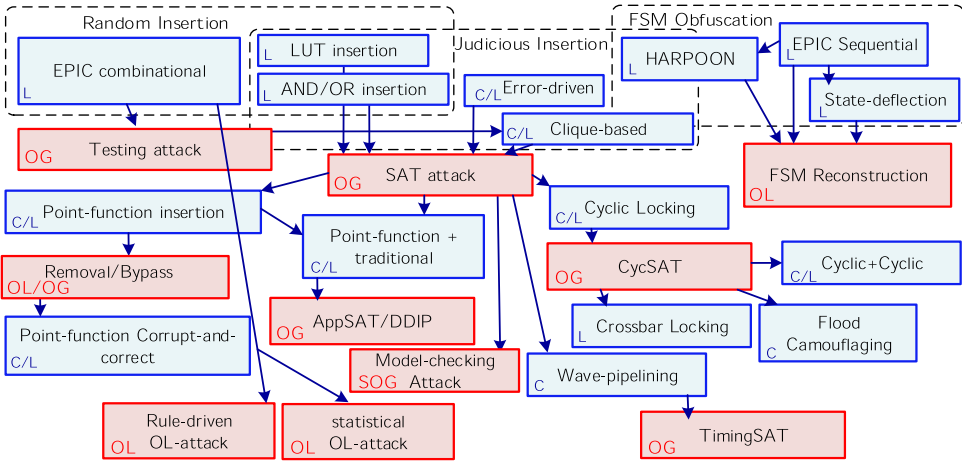 Random Insertion
FSM Obfuscation
Judicious Insertion
EPIC combinational
L
LUT insertion
L
AND/OR insertion
L
Error-driven
C/L
HARPOON
L
EPIC Sequential
L
State-deflection
L
Clique-based
C/L
Testing attack
OG
SAT attack
OG
FSM Reconstruction
OL
Point-function insertion
C/L
Point-function +
traditional
C/L
Cyclic Locking
C/L
Removal/Bypass
OL/OG
CycSAT
OG
Cyclic+Cyclic
C/L
Point-function Corrupt-and-
correct
C/L
AppSAT/DDIP
OG
Crossbar Locking
L
Flood
Camouflaging
C
Model-checking
Attack
SOG
Wave-pipelining
C
Rule-driven
OL-attack
OL
statistical
OL-attack
OL
TimingSAT
OG